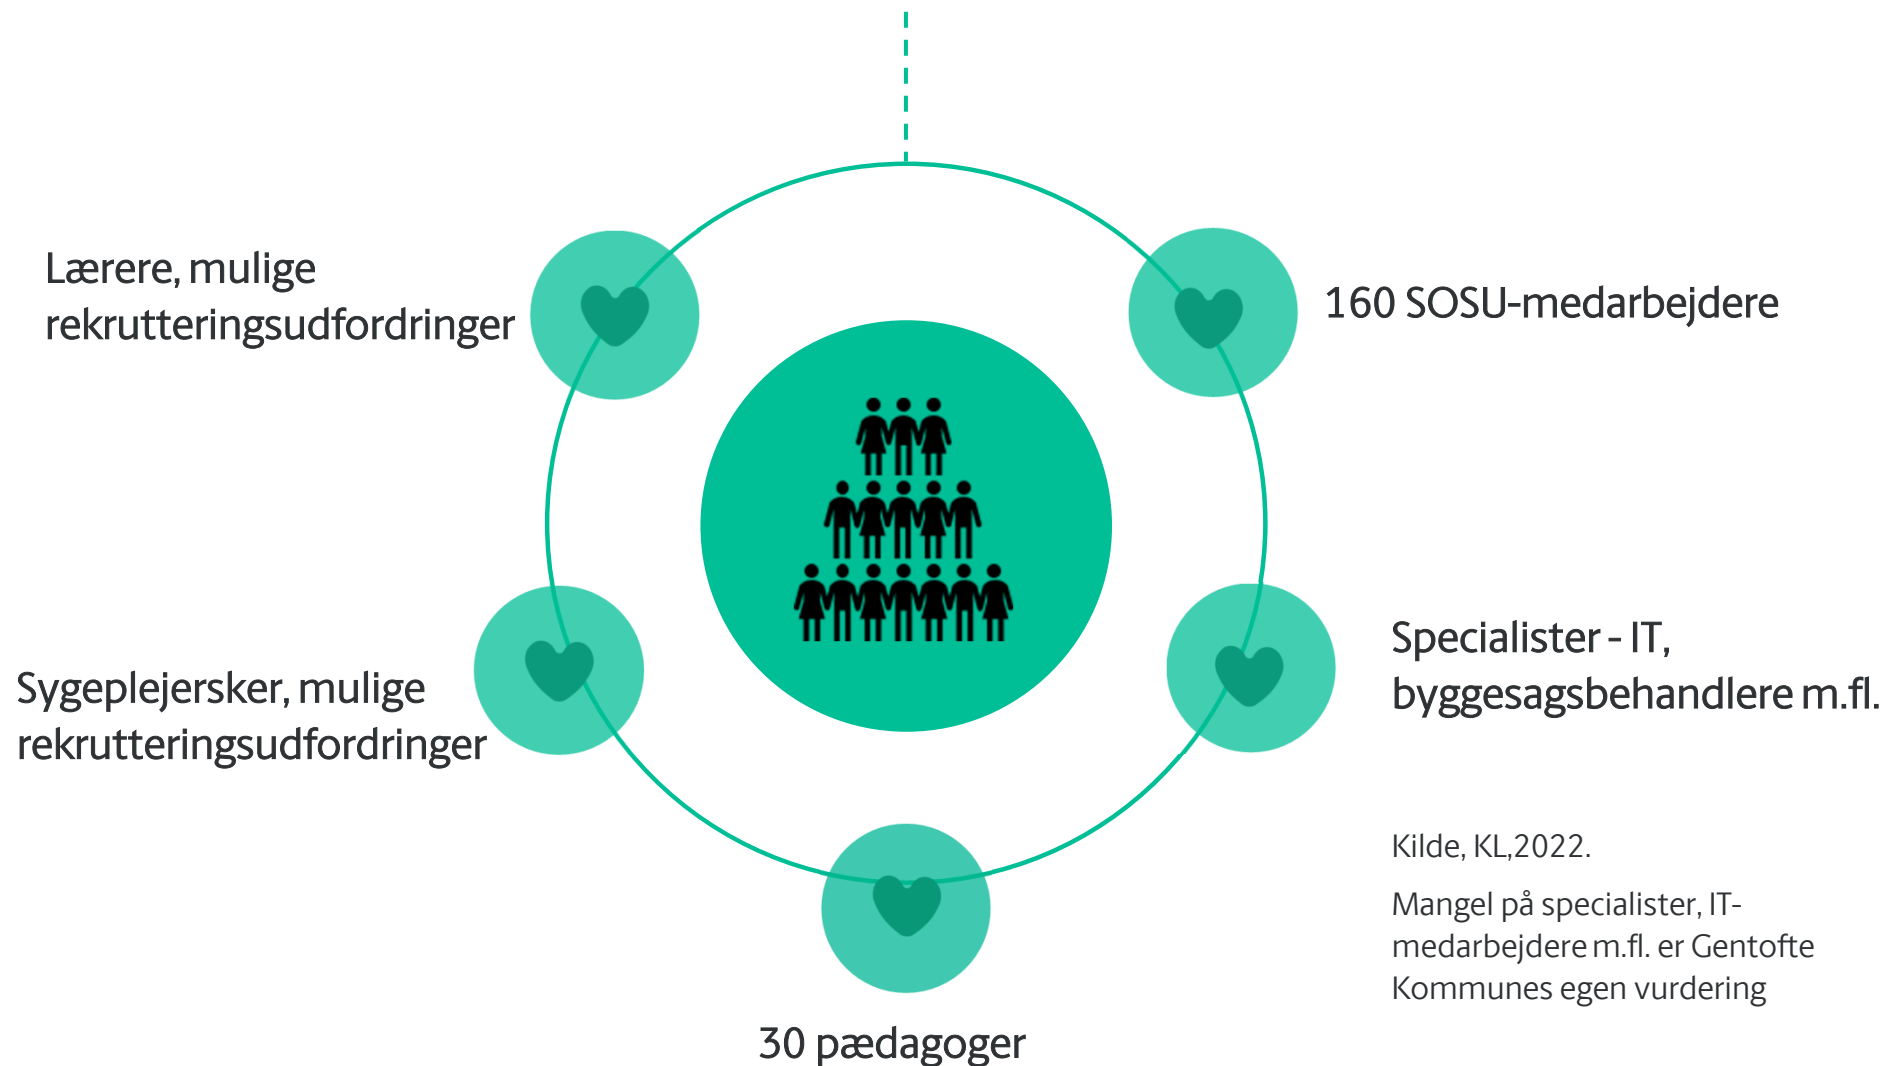 Lærere, mulige
rekrutteringsudfordringer
160 SOSU-medarbejdere
Sygeplejersker, mulige
rekrutteringsudfordringer
Specialister - IT,
byggesagsbehandlere m.fl.
30 pædagoger
Kilde, KL,2022.
Mangel på specialister, IT-
medarbejdere m.fl. er Gentofte
Kommunes egen vurdering